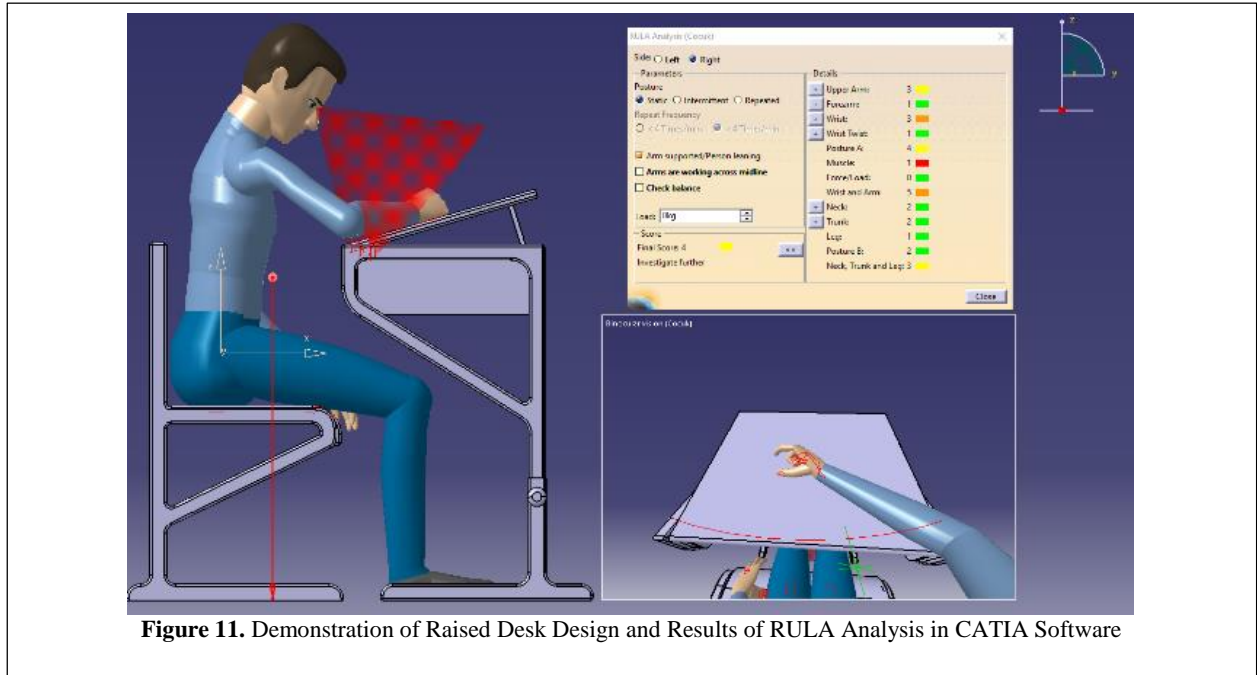 RULA Analysis (Cocuk)
Side: Left Right
Parameters
Posture
Static Intermittent Repeated
Repeat Frequency
Arm supported/Person leaning
Arms are working across midline
Check balance
Load: 0kg
Score
Final Score: 4
Investigate further
<<
Details
Upper Arm: 3
Forearm: 1
Wrist: 3
Wrist Twist: 1
Posture A: 4
Muscle: 1
Force/Load: 0
Wrist and Arm: 5
Neck: 2
Trunk: 2
Leg: 1
Posture B: 2
Neck, Trunk and Leg: 3
Close
Binocular vision (Cocuk)
z
y
x
Figure 11. Demonstration of Raised Desk Design and Results of RULA Analysis in CATIA Software